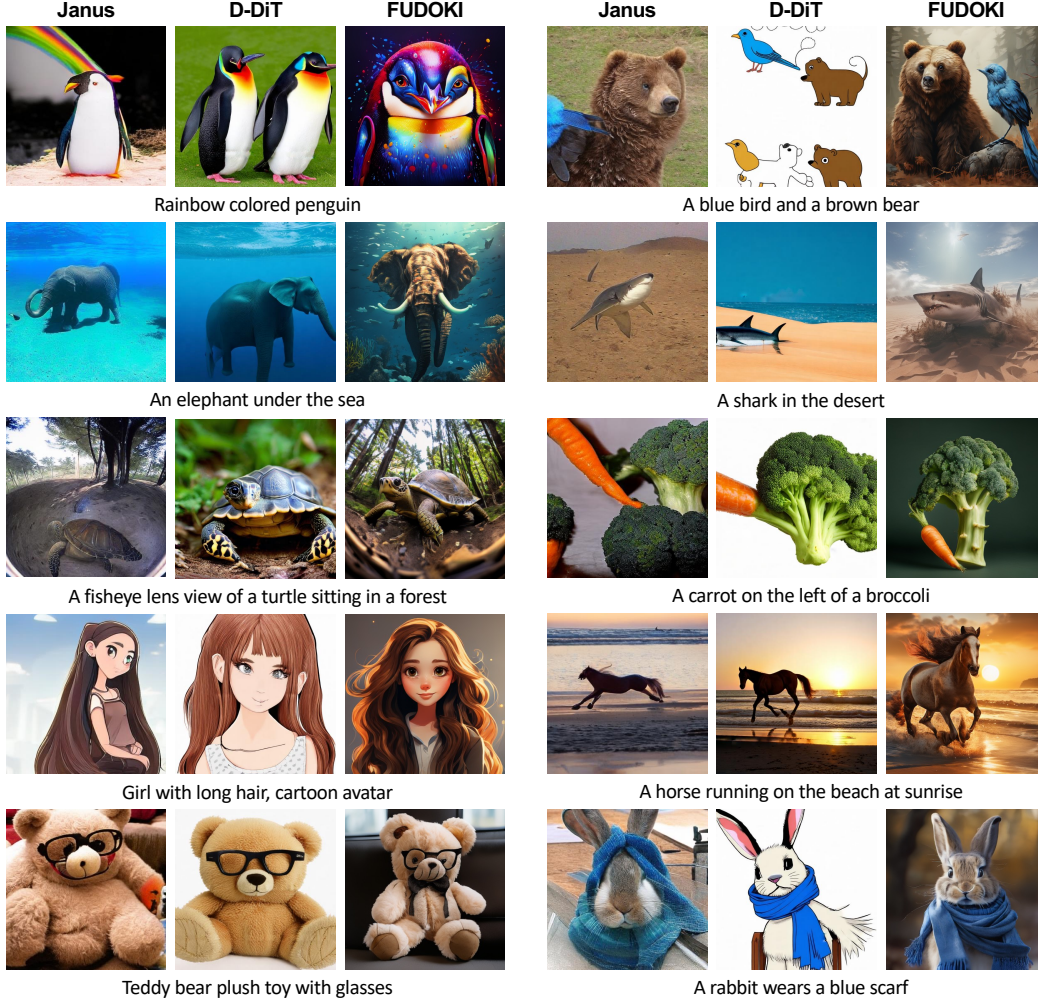 Janus D-DiT FUDOKI Janus D-DiT FUDOKI
Rainbow colored penguin
A blue bird and a brown bear
An elephant under the sea
A shark in the desert
A fisheye lens view of a turtle sitting in a forest
A carrot on the left of a broccoli
Girl with long hair, cartoon avatar
A horse running on the beach at sunrise
Teddy bear plush toy with glasses
A rabbit wears a blue scarf